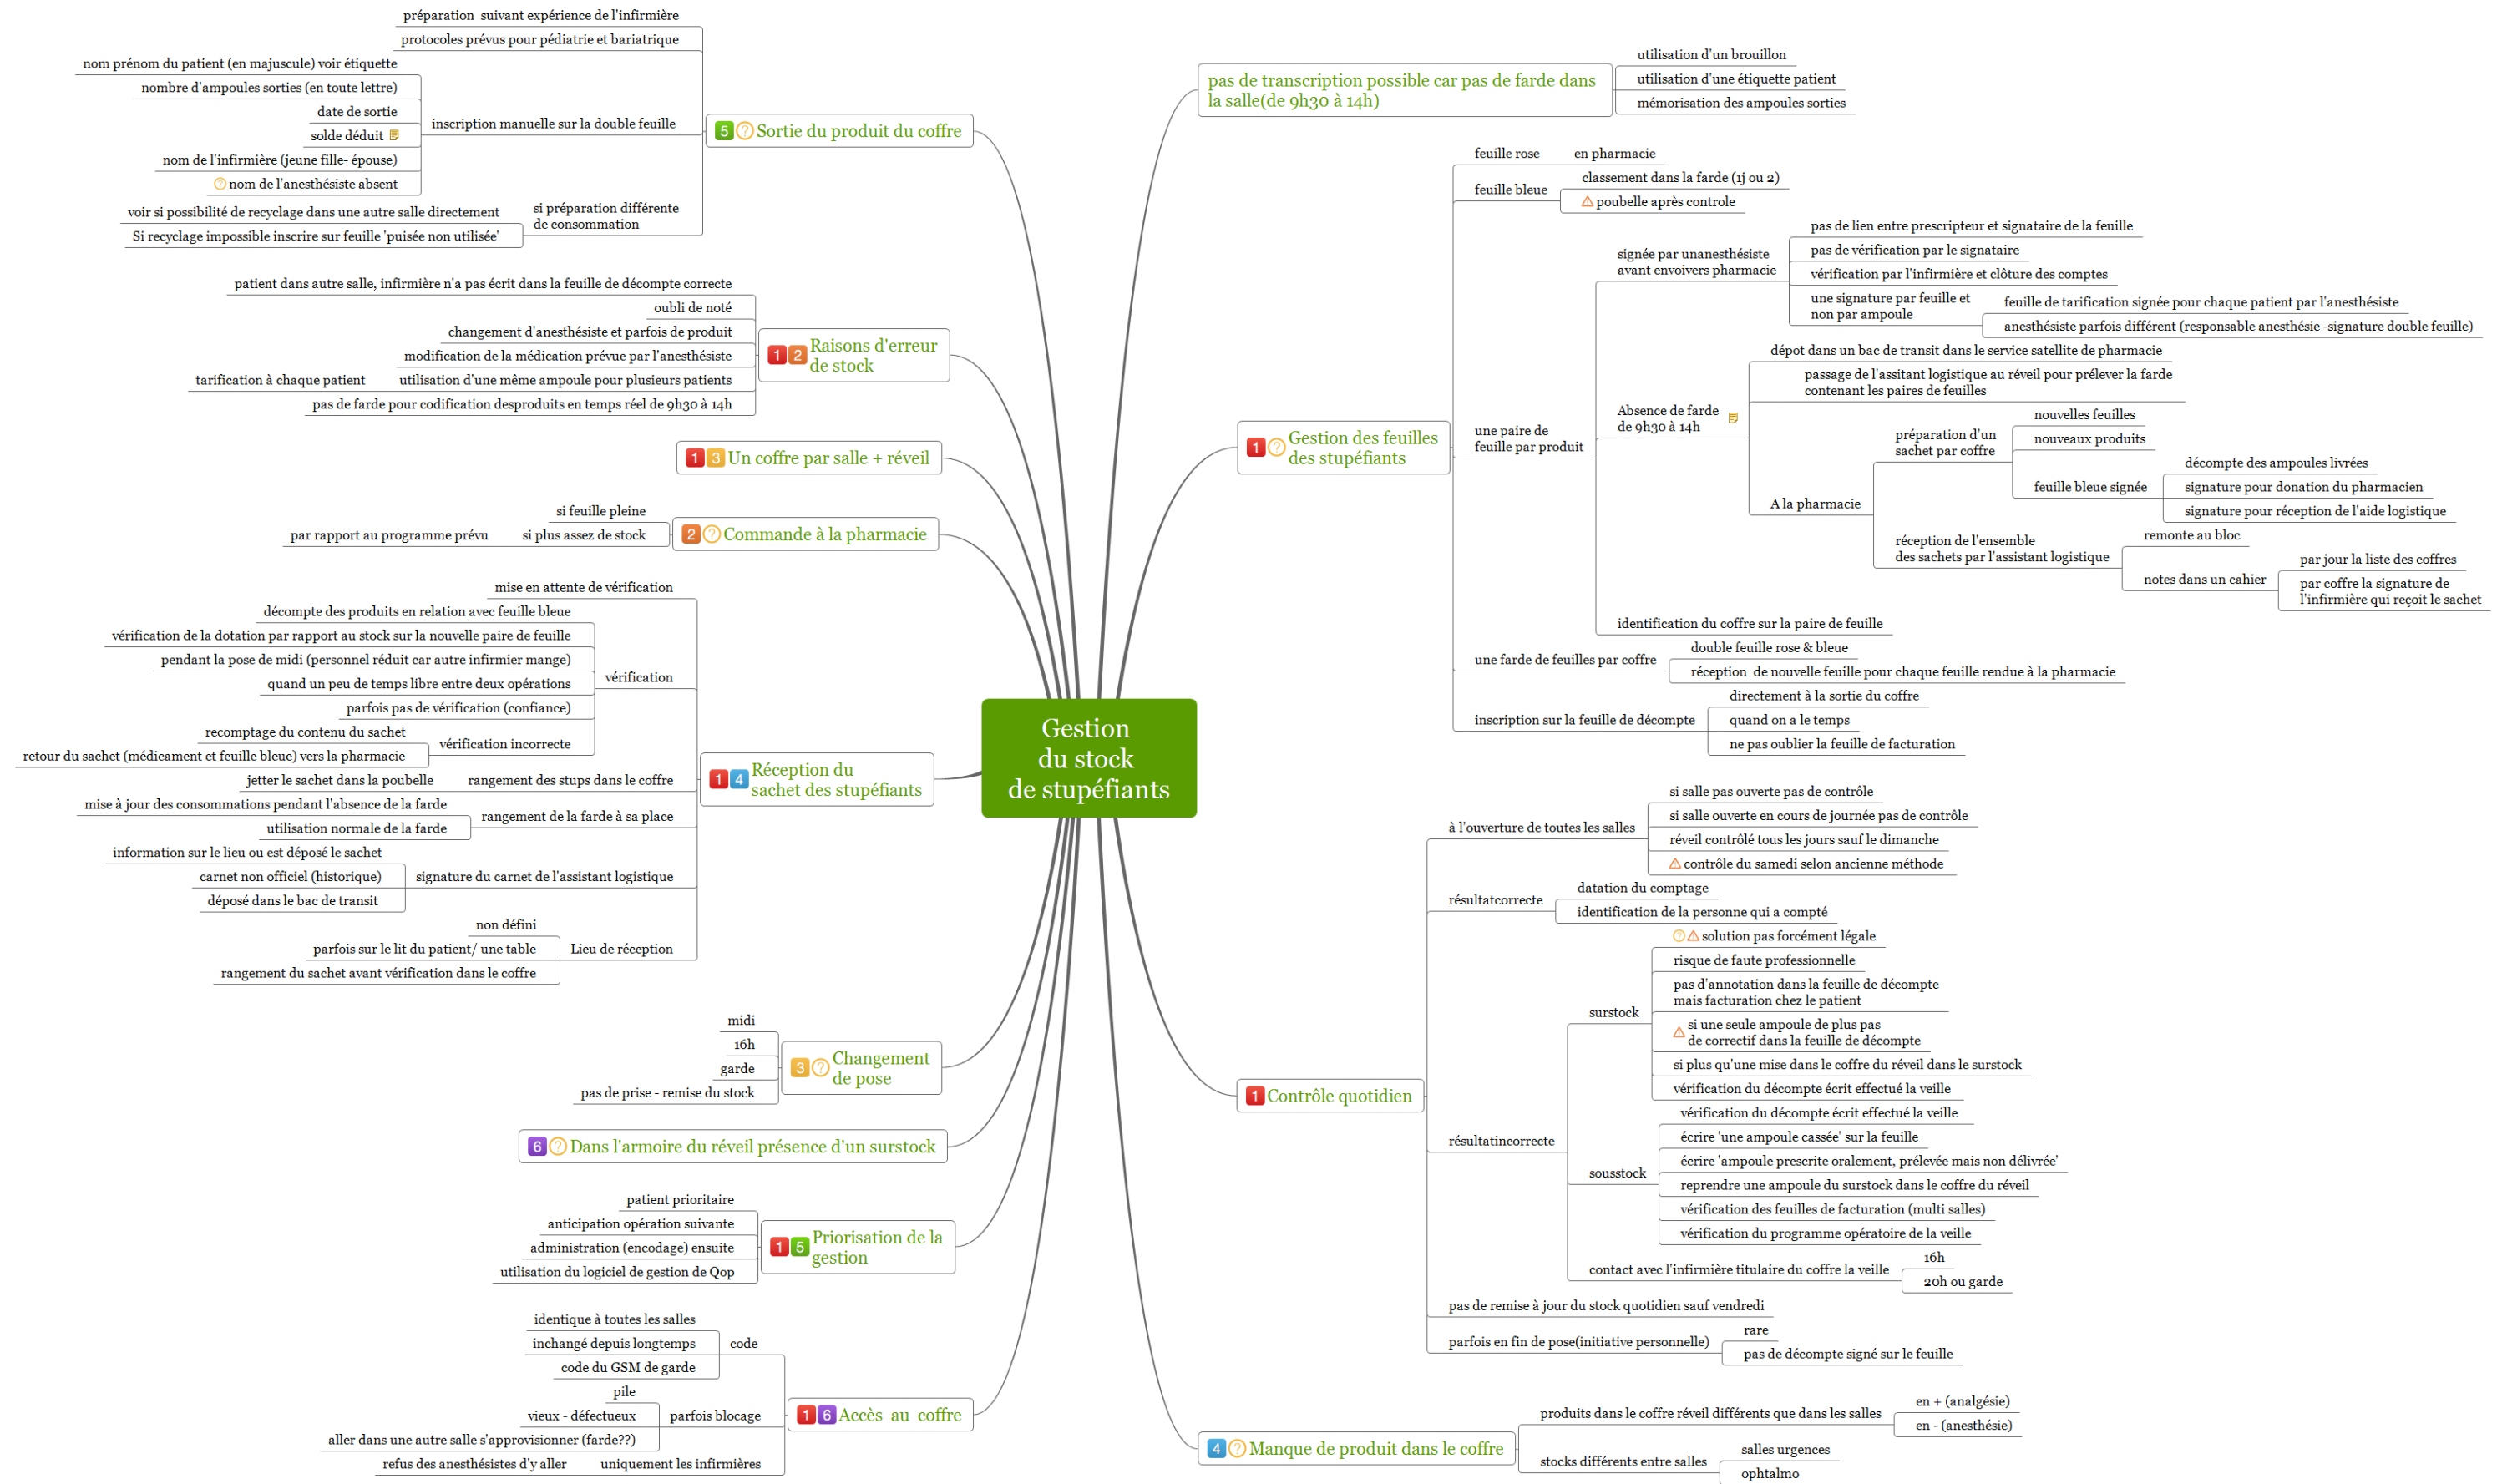 Gestion
du stock
de stupéfiants
pas de transcription possible car pas de farde dans
la salle(de 9h30 à 14h)
utilisation d'un brouillon
utilisation d'une étiquette patient
mémorisation des ampoules sorties
1 ? Gestion des feuilles
des stupéfiants
feuille rose
en pharmacie
feuille bleue
classement dans la farde (1j ou 2)
poubelle après controle
une paire de
feuille par produit
signée par unanesthésiste
avant envoivers pharmacie
pas de lien entre prescripteur et signataire de la feuille
pas de vérification par le signataire
vérification par l'infirmière et clôture des comptes
une signature par feuille et
non par ampoule
feuille de tarification signée pour chaque patient par l'anesthésiste
anesthésiste parfois différent (responsable anesthésie -signature double feuille)
Absence de farde
de 9h30 à 14h
dépot dans un bac de transit dans le service satellite de pharmacie
passage de l'assitant logistique au réveil pour prélever la farde
contenant les paires de feuilles
A la pharmacie
préparation d'un
sachet par coffre
nouvelles feuilles
nouveaux produits
feuille bleue signée
décompte des ampoules livrées
signature pour donation du pharmacien
signature pour réception de l'aide logistique
réception de l'ensemble
des sachets par l'assistant logistique
remonte au bloc
notes dans un cahier
par jour la liste des coffres
par coffre la signature de
l'infirmière qui reçoit le sachet
identification du coffre sur la paire de feuille
une farde de feuilles par coffre
double feuille rose & bleue
réception  de nouvelle feuille pour chaque feuille rendue à la pharmacie
inscription sur la feuille de décompte
directement à la sortie du coffre
quand on a le temps
ne pas oublier la feuille de facturation
1 Contrôle quotidien
à l'ouverture de toutes les salles
si salle pas ouverte pas de contrôle
si salle ouverte en cours de journée pas de contrôle
réveil contrôlé tous les jours sauf le dimanche
contrôle du samedi selon ancienne méthode
résultatcorrecte
datation du comptage
identification de la personne qui a compté
résultatincorrecte
surstock
? solution pas forcément légale
risque de faute professionnelle
pas d'annotation dans la feuille de décompte
mais facturation chez le patient
si une seule ampoule de plus pas
de correctif dans la feuille de décompte
si plus qu'une mise dans le coffre du réveil dans le surstock
vérification du décompte écrit effectué la veille
sousstock
vérification du décompte écrit effectué la veille
écrire 'une ampoule cassée' sur la feuille
écrire 'ampoule prescrite oralement, prélevée mais non délivrée'
reprendre une ampoule du surstock dans le coffre du réveil
vérification des feuilles de facturation (multi salles)
vérification du programme opératoire de la veille
contact avec l'infirmière titulaire du coffre la veille
16h
20h ou garde
pas de remise à jour du stock quotidien sauf vendredi
parfois en fin de pose(initiative personnelle)
rare
pas de décompte signé sur le feuille
4 ? Manque de produit dans le coffre
produits dans le coffre réveil différents que dans les salles
en + (analgésie)
en - (anesthésie)
stocks différents entre salles
salles urgences
ophtalmo
5 ? Sortie du produit du coffre
préparation  suivant expérience de l'infirmière
protocoles prévus pour pédiatrie et bariatrique
inscription manuelle sur la double feuille
nom prénom du patient (en majuscule) voir étiquette
nombre d'ampoules sorties (en toute lettre)
date de sortie
solde déduit
nom de l'infirmière (jeune fille- épouse)
? nom de l'anesthésiste absent
si préparation différente
de consommation
voir si possibilité de recyclage dans une autre salle directement
Si recyclage impossible inscrire sur feuille 'puisée non utilisée'
1 2 Raisons d'erreur
de stock
patient dans autre salle, infirmière n'a pas écrit dans la feuille de décompte correcte
oubli de noté
changement d'anesthésiste et parfois de produit
modification de la médication prévue par l'anesthésiste
utilisation d'une même ampoule pour plusieurs patients
tarification à chaque patient
pas de farde pour codification desproduits en temps réel de 9h30 à 14h
1 3 Un coffre par salle + réveil
2 ? Commande à la pharmacie
si feuille pleine
si plus assez de stock
par rapport au programme prévu
1 4 Réception du
sachet des stupéfiants
mise en attente de vérification
vérification
décompte des produits en relation avec feuille bleue
vérification de la dotation par rapport au stock sur la nouvelle paire de feuille
pendant la pose de midi (personnel réduit car autre infirmier mange)
quand un peu de temps libre entre deux opérations
parfois pas de vérification (confiance)
vérification incorrecte
recomptage du contenu du sachet
retour du sachet (médicament et feuille bleue) vers la pharmacie
rangement des stups dans le coffre
jetter le sachet dans la poubelle
rangement de la farde à sa place
mise à jour des consommations pendant l'absence de la farde
utilisation normale de la farde
signature du carnet de l'assistant logistique
information sur le lieu ou est déposé le sachet
carnet non officiel (historique)
déposé dans le bac de transit
Lieu de réception
non défini
parfois sur le lit du patient/ une table
rangement du sachet avant vérification dans le coffre
3 ? Changement
de pose
midi
16h
garde
pas de prise - remise du stock
6 ? Dans l'armoire du réveil présence d'un surstock
1 5 Priorisation de la
gestion
patient prioritaire
anticipation opération suivante
administration (encodage) ensuite
utilisation du logiciel de gestion de Qop
1 6 Accès  au  coffre
code
identique à toutes les salles
inchangé depuis longtemps
code du GSM de garde
parfois blocage
pile
vieux - défectueux
aller dans une autre salle s'approvisionner (farde??)
uniquement les infirmières
refus des anesthésistes d'y aller